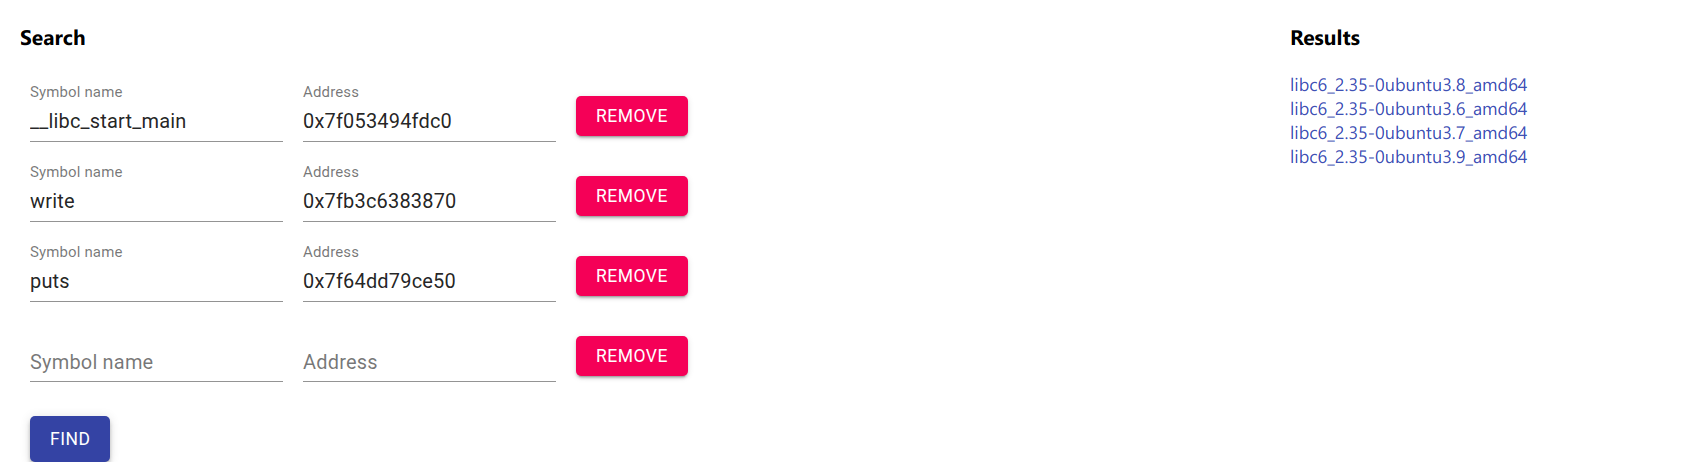 Search
Symbol name
__libc_start_main
Address
0x7f053494fdc0
REMOVE
Symbol name
write
Address
0x7fb3c6383870
REMOVE
Symbol name
puts
Address
0x7f64dd79ce50
REMOVE
Symbol name
Address
REMOVE
FIND
Results
libc6_2.35-0ubuntu3.8_amd64
libc6_2.35-0ubuntu3.6_amd64
libc6_2.35-0ubuntu3.7_amd64
libc6_2.35-0ubuntu3.9_amd64